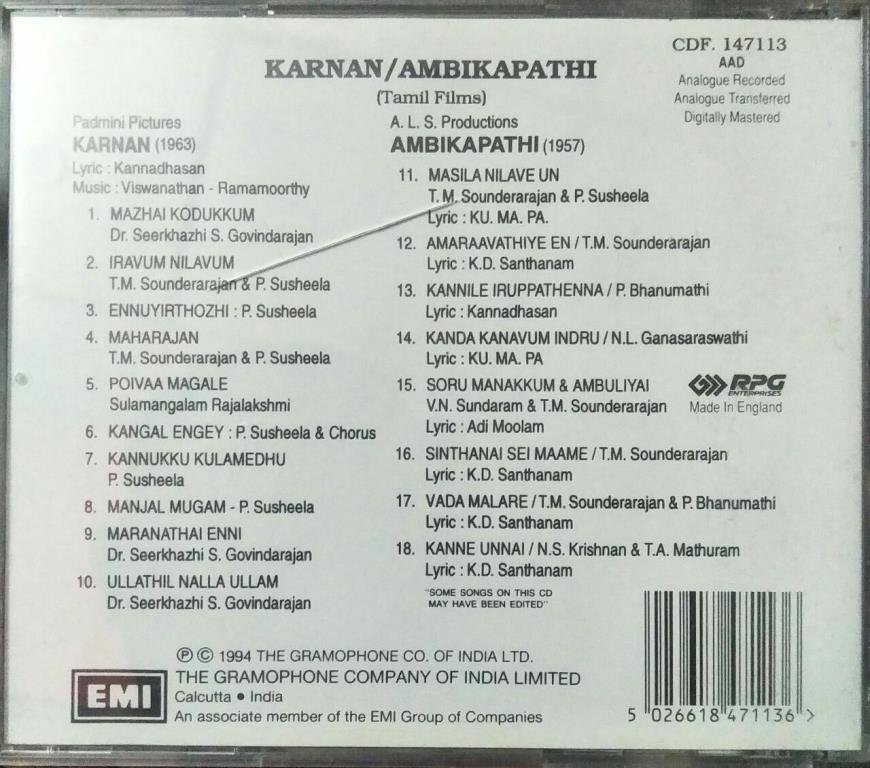 KARNAN/AMBIKAPATHI
(Tamil Films)
CDF. 147113
AAD
Analogue Recorded
Analogue Transferred
Digitally Mastered
Padmini Pictures
KARNAN (1963)
Lyric : Kannadhasan
Music : Viswanathan - Ramamoorthy
1. MAZHAI KODUKKUM
Dr. Seerkhazhi S. Govindarajan
2. IRAVUM NILAVUM
T.M. Sounderarajan & P. Susheela
3. ENNUYIRTHOZHI : P. Susheela
4. MAHARAJAN
T.M. Sounderarajan & P. Susheela
5. POIVAA MAGALE
Sulamangalam Rajalakshmi
6. KANGAL ENGEY : P. Susheela & Chorus
7. KANNUKKU KULAMEDHU
P. Susheela
8. MANJAL MUGAM - P. Susheela
9. MARANATHAI ENNI
Dr. Seerkhazhi S. Govindarajan
10. ULLATHIL NALLA ULLAM
Dr. Seerkhazhi S. Govindarajan
A. L. S. Productions
AMBIKAPATHI (1957)
11. MASILA NILAVE UN
T. M. Sounderarajan & P. Susheela
Lyric : KU. MA. PA.
12. AMARAAVATHIYE EN / T.M. Sounderarajan
Lyric : K.D. Santhanam
13. KANNILE IRUPPATHENNA / P. Bhanumathi
Lyric : Kannadhasan
14. KANDA KANAVUM INDRU / N.L. Ganasaraswathi
Lyric : KU. MA. PA
15. SORU MANAKKUM & AMBULIYAI
V.N. Sundaram & T.M. Sounderarajan
Lyric : Adi Moolam
16. SINTHANAI SEI MAAME / T.M. Sounderarajan
Lyric : K.D. Santhanam
17. VADA MALARE / T.M. Sounderarajan & P. Bhanumathi
Lyric : K.D. Santhanam
18. KANNE UNNAI / N.S. Krishnan & T.A. Mathuram
Lyric : K.D. Santhanam
"SOME SONGS ON THIS CD
MAY HAVE BEEN EDITED"
RPG
ENTERPRISES
Made In England
EMI
℗ © 1994 THE GRAMOPHONE CO. OF INDIA LTD.
THE GRAMOPHONE COMPANY OF INDIA LIMITED
Calcutta • India
An associate member of the EMI Group of Companies
5 026618 471136 >